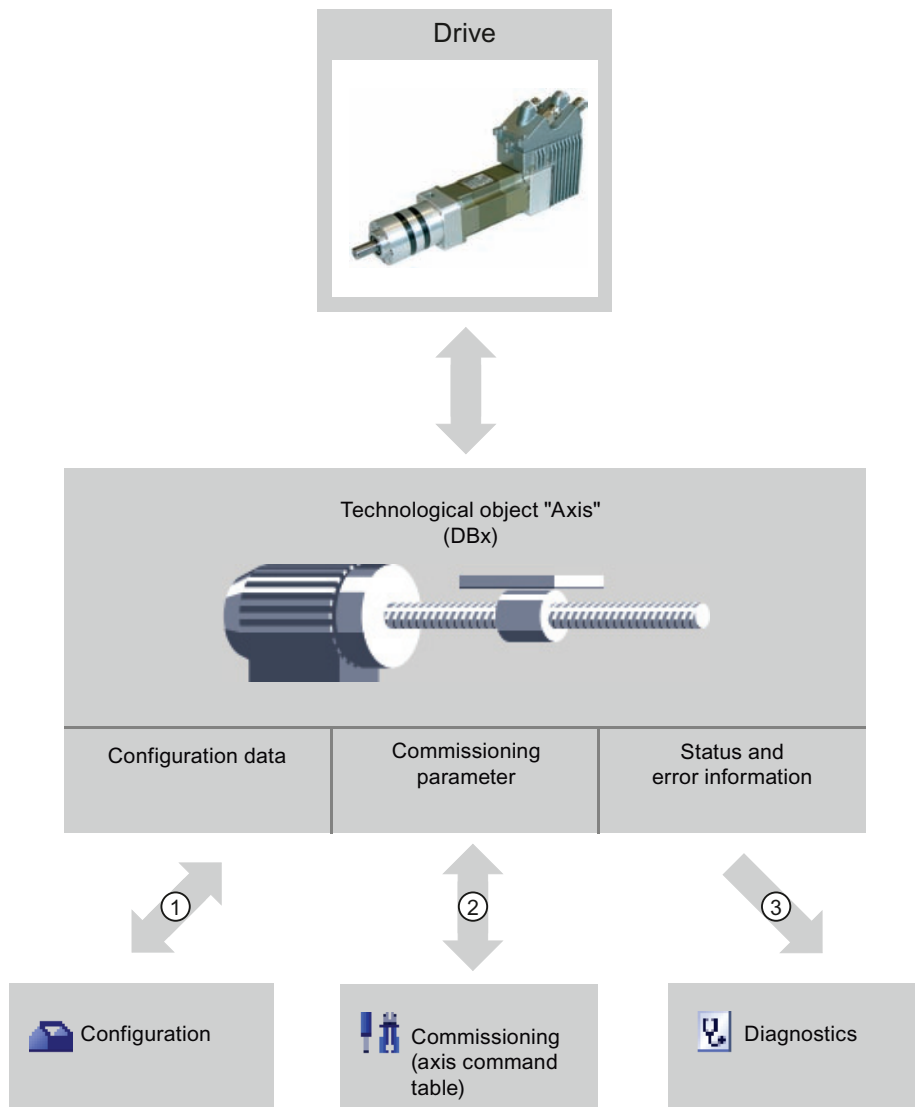 Drive
Technological object "Axis"
(DBx)
Configuration data
Commissioning
parameter
Status and
error information
1
2
3
Configuration
Commissioning
(axis command
table)
Diagnostics